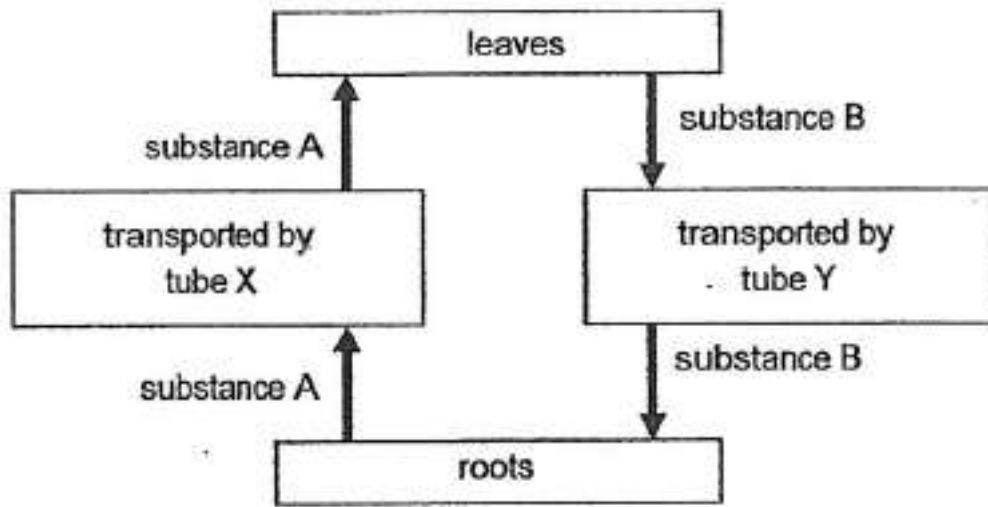 leaves
substance A
substance B
transported by
tube X
transported by
tube Y
substance A
substance B
roots